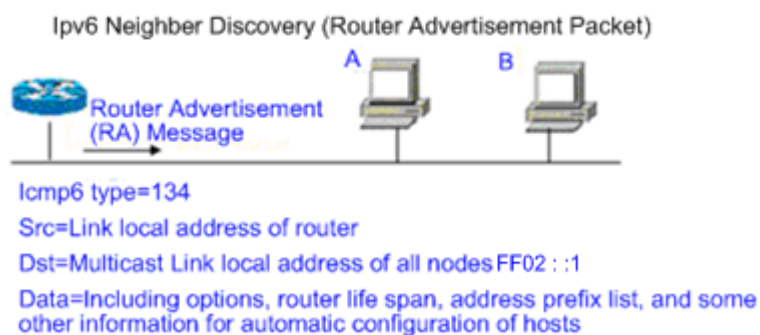 Ipv6 Neighber Discovery (Router Advertisement Packet)
A
B
Router Advertisement
(RA) Message
Icmp6 type=134
Src=Link local address of router
Dst=Multicast Link local address of all nodes FF02 : :1
Data=Including options, router life span, address prefix list, and some
other information for automatic configuration of hosts